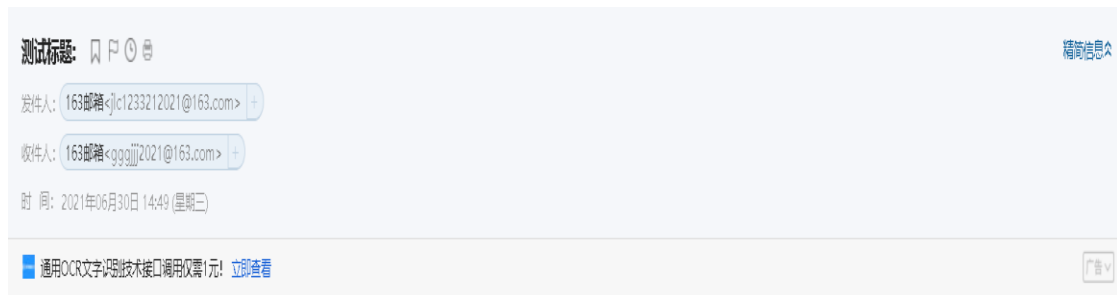 测试标题: 精简信息
发件人: 163邮箱<jlc1233212021@163.com> +
收件人: 163邮箱<gggjjj2021@163.com> +
时 间: 2021年06月30日 14:49 (星期三)
通用OCR文字识别技术接口调用仅需1元! 立即查看 广告